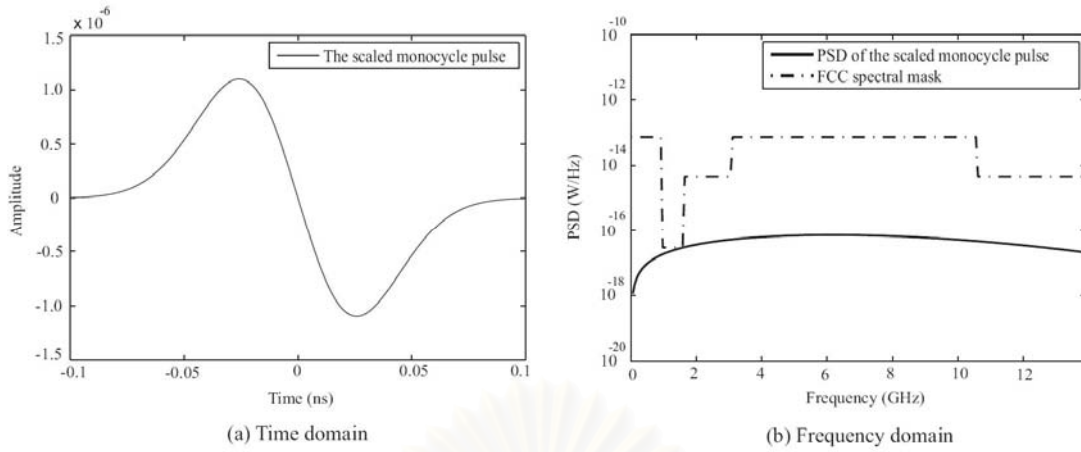 x 10-6
1.5
The scaled monocycle pulse
1.0
0.5
0
-0.5
-1.0
-1.5
Amplitude
-0.1
-0.05
0
0.05
0.1
Time (ns)
(a) Time domain
10-10
PSD of the scaled monocycle pulse
FCC spectral mask
10-12
10-14
10-16
10-18
10-20
PSD (W/Hz)
0
2
4
6
8
10
12
Frequency (GHz)
(b) Frequency domain